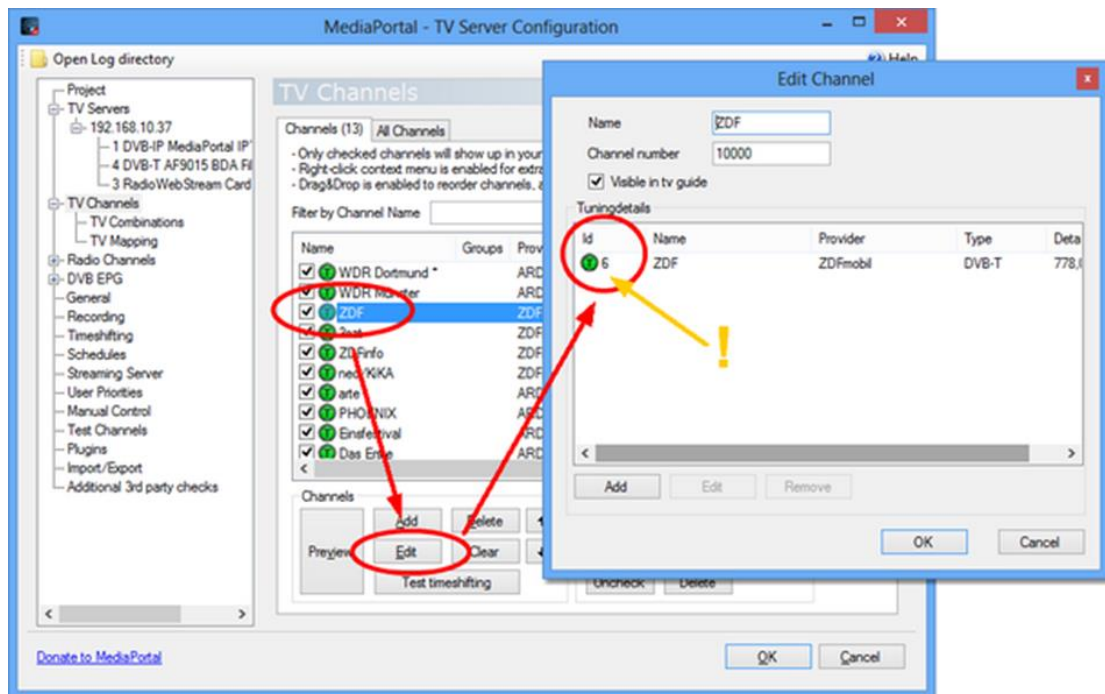 MediaPortal - TV Server Configuration
Open Log directory
Help
Project
TV Servers
192.168.10.37
1 DVB-IP MediaPortal IP
4 DVB-T AF9015 BDA Fil
3 RadioWebStream Card
TV Channels
TV Combinations
TV Mapping
Radio Channels
DVB EPG
General
Recording
Timeshifting
Schedules
Streaming Server
User Priorities
Manual Control
Test Channels
Plugins
Import/Export
Additional 3rd party checks
TV Channels
Channels (13) All Channels
- Only checked channels will show up in your
- Right-click context menu is enabled for extra
- Drag&Drop is enabled to reorder channels, a
Filter by Channel Name
Name Groups Prov
WDR Dortmund * ARD
WDR Münster ARD
ZDF ZDF
3sat ZDF
ZDFinfo ZDF
neo/KiKA ZDF
arte ARD
PHOENIX ARD
Einsfestival ARD
Das Erste ARD
Channels
Preview
Add Delete
Edit Clear
Test timeshifting
Uncheck Delete
Donate to MediaPortal
OK Cancel
Edit Channel
Name ZDF
Channel number 10000
Visible in tv guide
Tuningdetails
Id Name Provider Type Deta
6 ZDF ZDFmobil DVB-T 778,
!
Add Edit Remove
OK Cancel